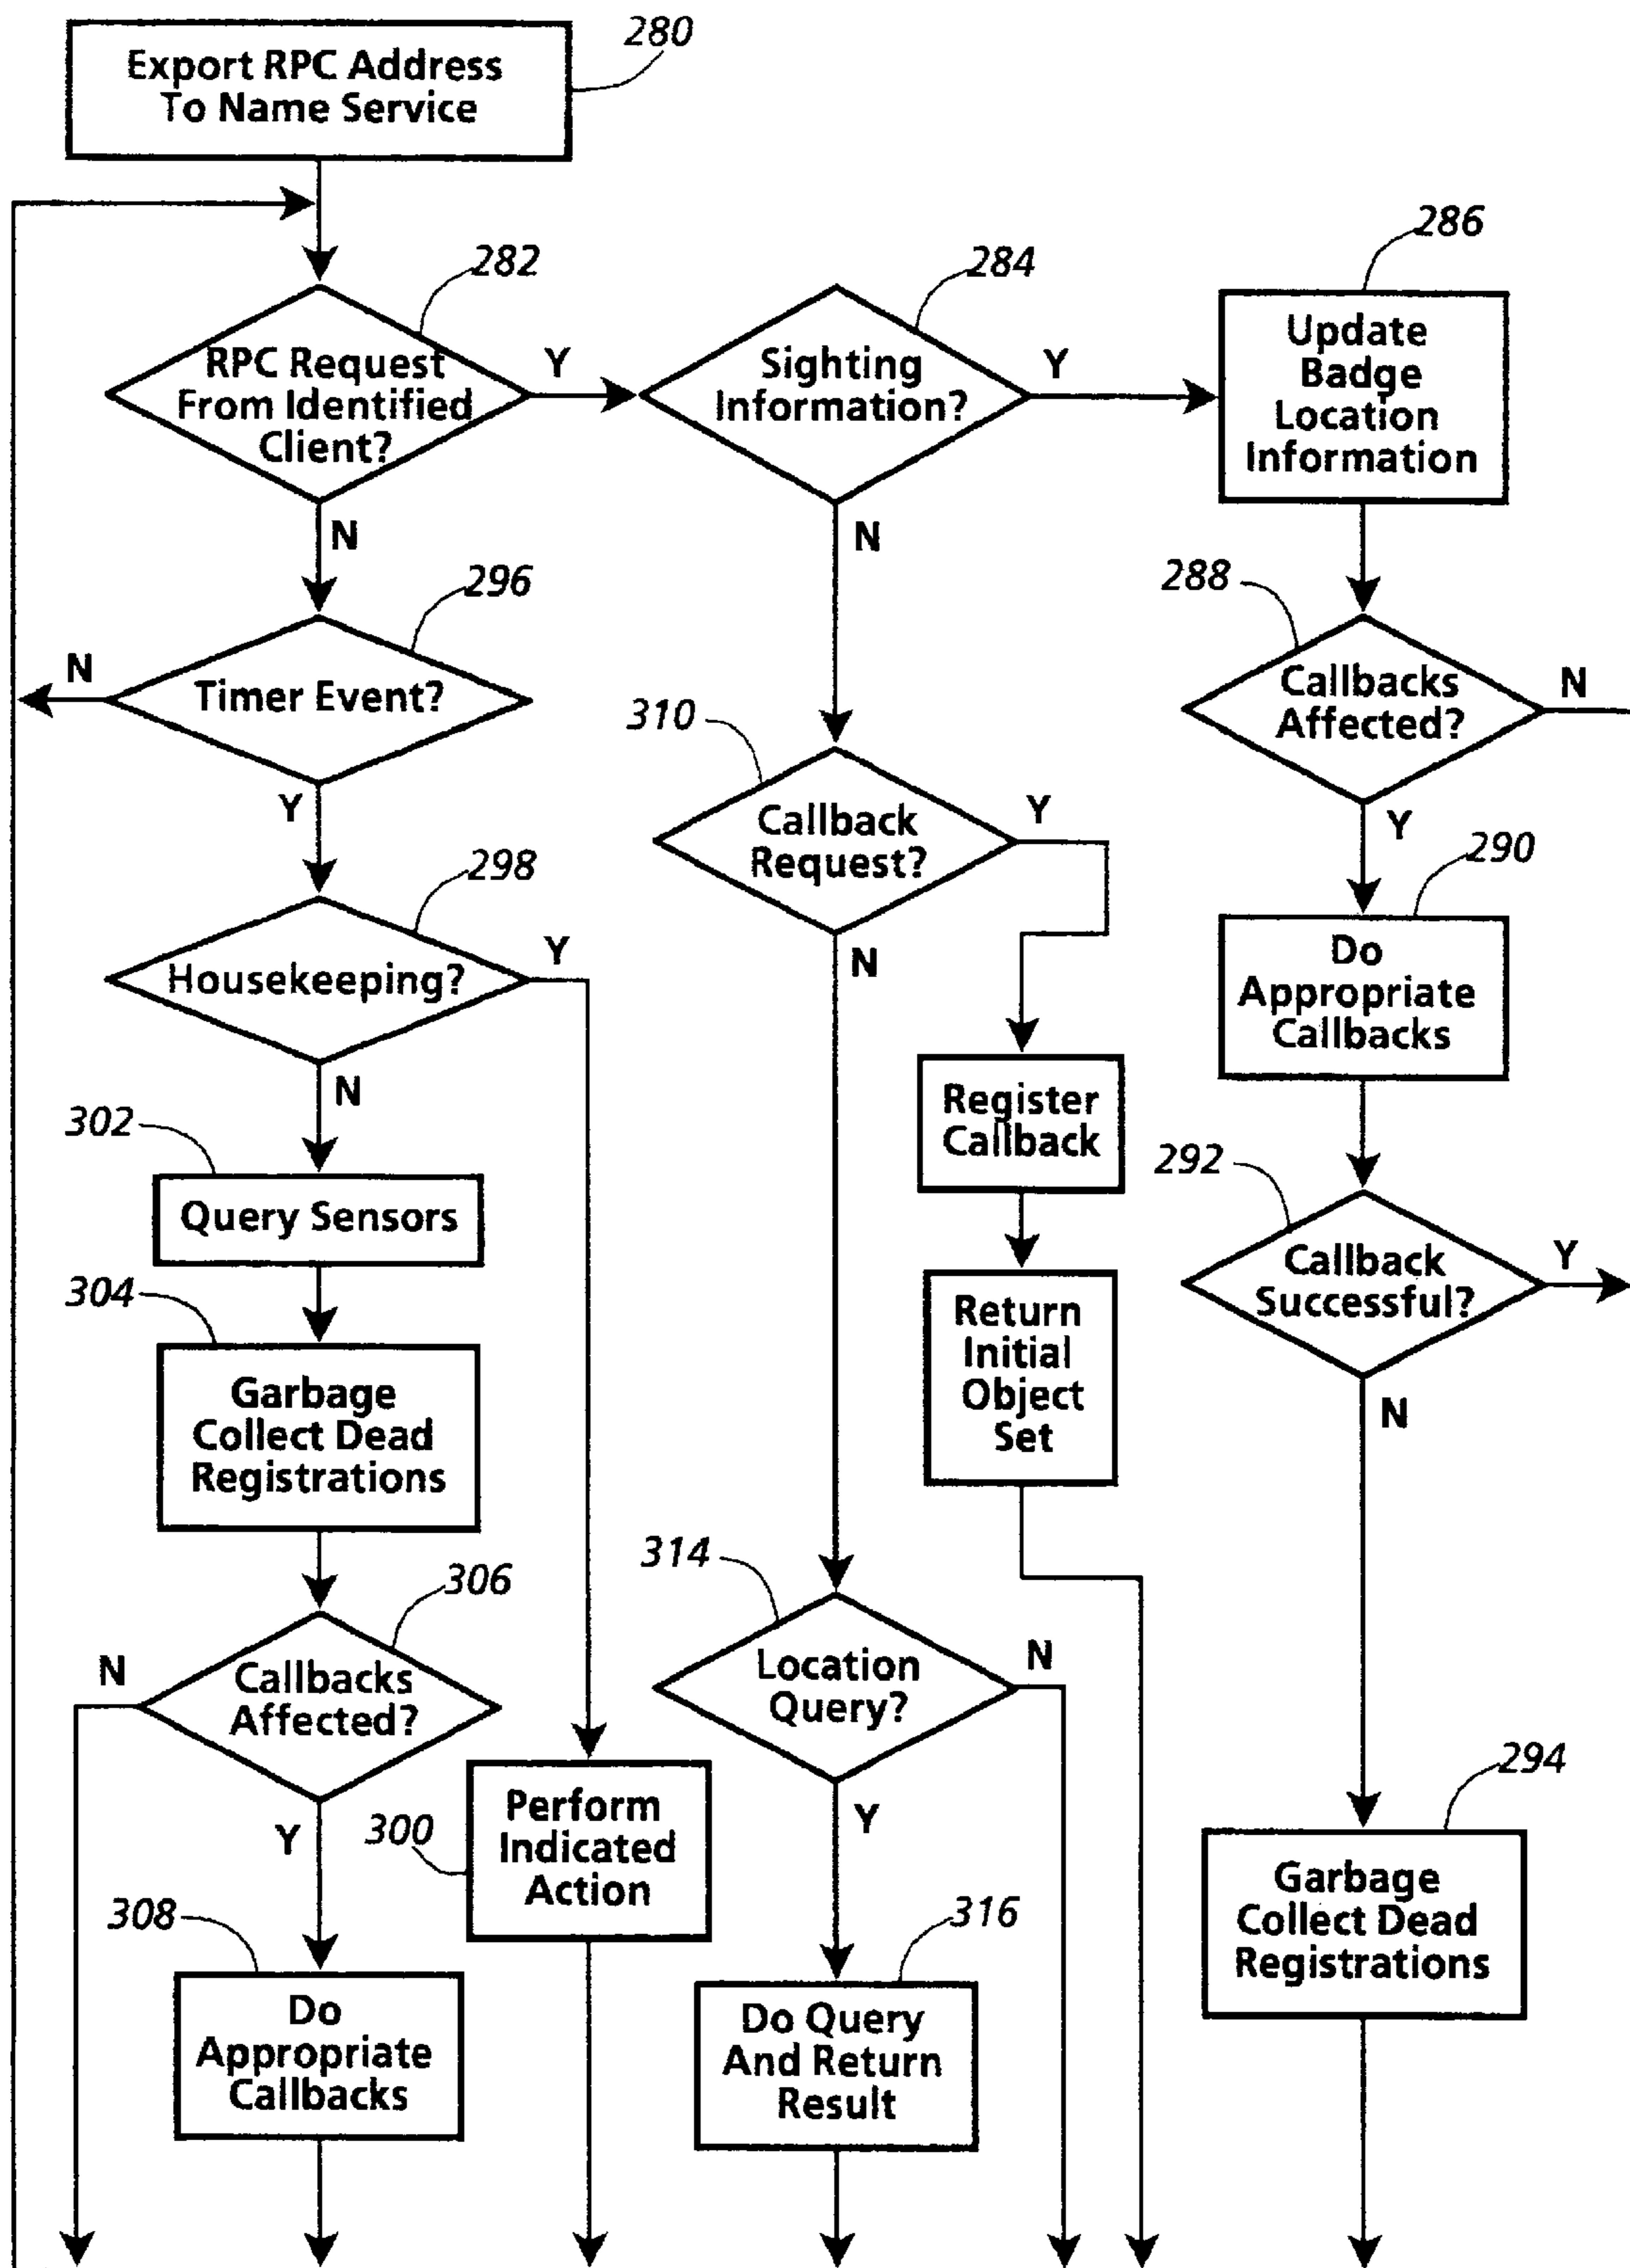 280
Export RPC Address
To Name Service
282
RPC Request
From Identified
Client?
Y
N
284
Sighting
Information?
Y
N
286
Update
Badge
Location
Information
288
Callbacks
Affected?
N
Y
290
Do
Appropriate
Callbacks
292
Callback
Successful?
Y
N
294
Garbage
Collect Dead
Registrations
296
Timer Event?
N
Y
298
Housekeeping?
Y
N
302
Query Sensors
304
Garbage
Collect Dead
Registrations
306
Callbacks
Affected?
N
Y
308
Do
Appropriate
Callbacks
300
Perform
Indicated
Action
310
Callback
Request?
Y
N
Register
Callback
Return
Initial
Object
Set
314
Location
Query?
N
Y
316
Do Query
And Return
Result